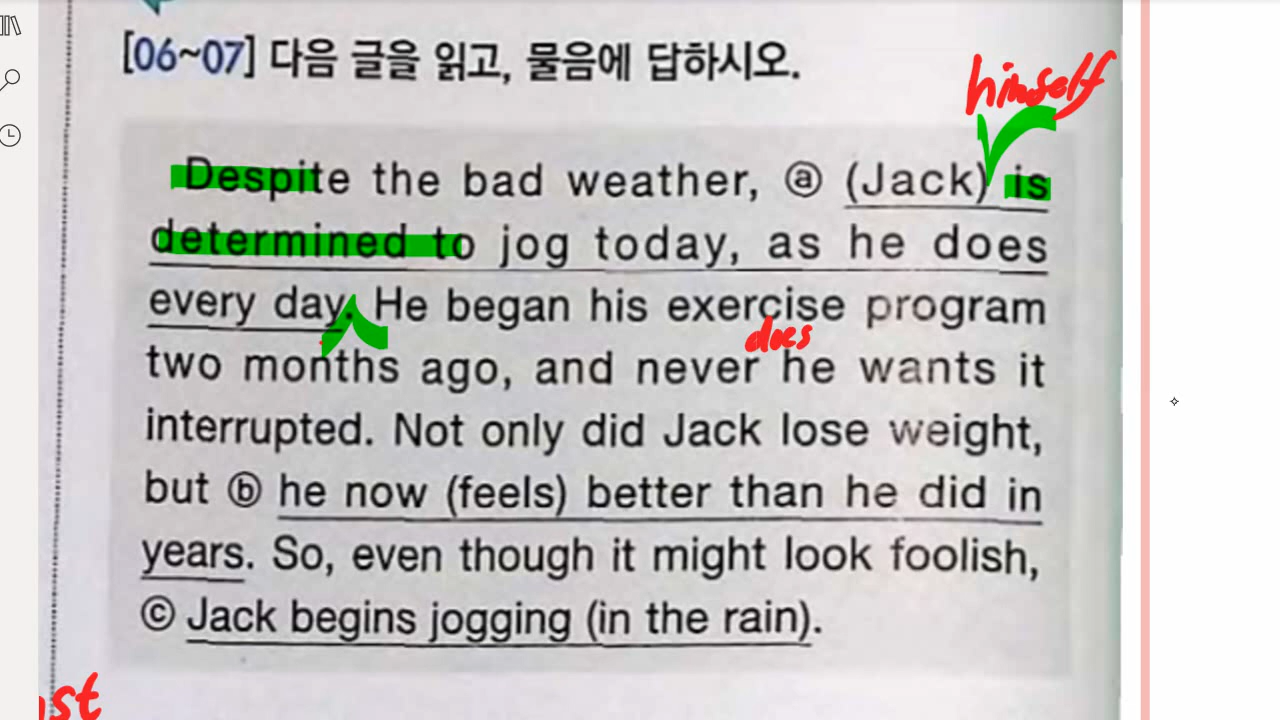 [06~07] 다음 글을 읽고, 물음에 답하시오.
himself
Despite the bad weather, ⓐ (Jack) is
determined to jog today, as he does
every day. He began his exercise program
does
two months ago, and never he wants it
interrupted. Not only did Jack lose weight,
but ⓑ he now (feels) better than he did in
years. So, even though it might look foolish,
ⓒ Jack begins jogging (in the rain).